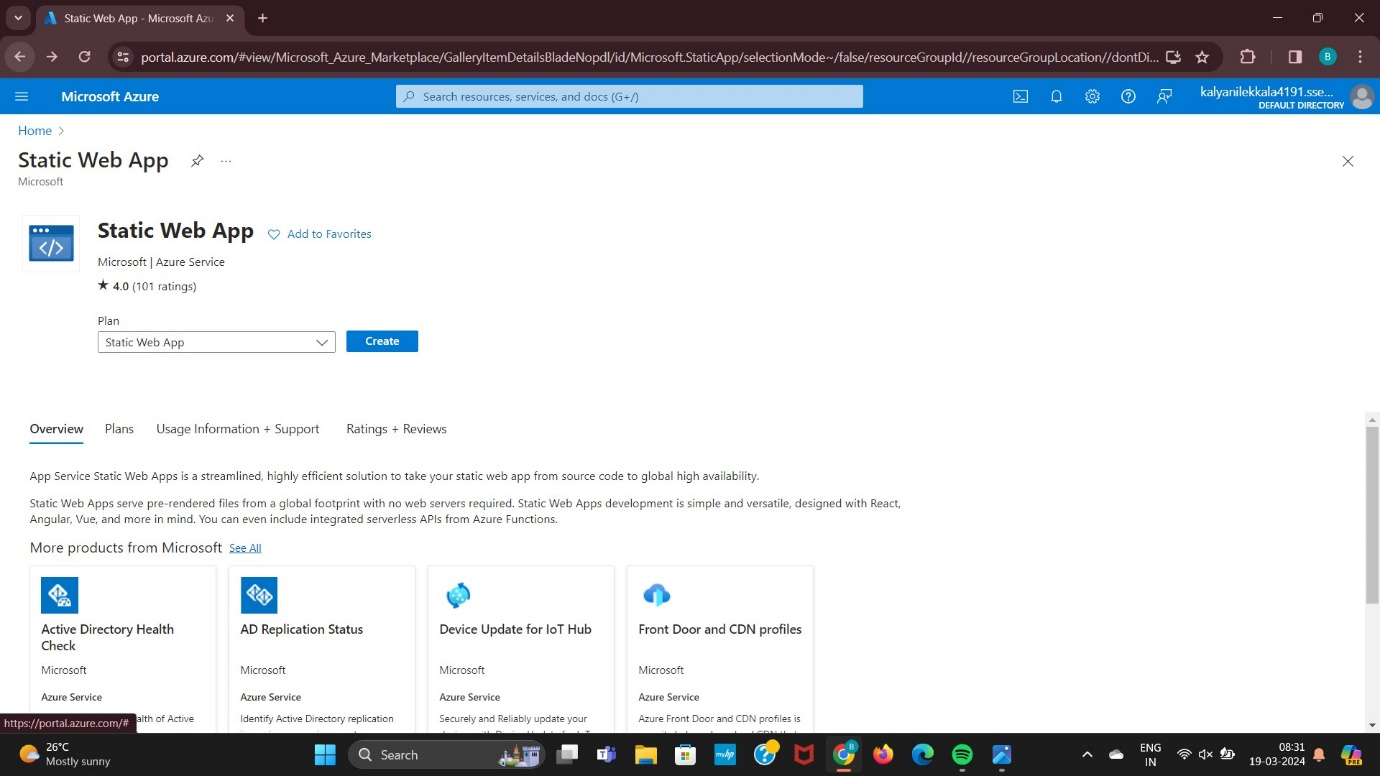 Static Web App - Microsoft Azu
portal.azure.com/#view/Microsoft_Azure_Marketplace/GalleryItemDetailsBladeNopdl/id/Microsoft.StaticApp/selectionMode~/false/resourceGroupId//resourceGroupLocation//dontDi...
B
Microsoft Azure
Search resources, services, and docs (G+/)
kalyanilekkala4191.sse...
DEFAULT DIRECTORY
Home
Static Web App
...
Microsoft
Static Web App
Add to Favorites
Microsoft | Azure Service
4.0 (101 ratings)
Plan
Static Web App
Create
Overview Plans Usage Information + Support Ratings + Reviews
App Service Static Web Apps is a streamlined, highly efficient solution to take your static web app from source code to global high availability.
Static Web Apps serve pre-rendered files from a global footprint with no web servers required. Static Web Apps development is simple and versatile, designed with React,
Angular, Vue, and more in mind. You can even include integrated serverless APIs from Azure Functions.
More products from Microsoft See All
Active Directory Health
Check
Microsoft
Azure Service
alth of Active
AD Replication Status
Microsoft
Azure Service
Identify Active Directory replication
Device Update for IoT Hub
Microsoft
Azure Service
Securely and Reliably update your
Front Door and CDN profiles
Microsoft
Azure Service
Azure Front Door and CDN profiles is
https://portal.azure.com/#
26°C
Mostly sunny
Search
myhp
B
ENG
IN
08:31
19-03-2024
PRE